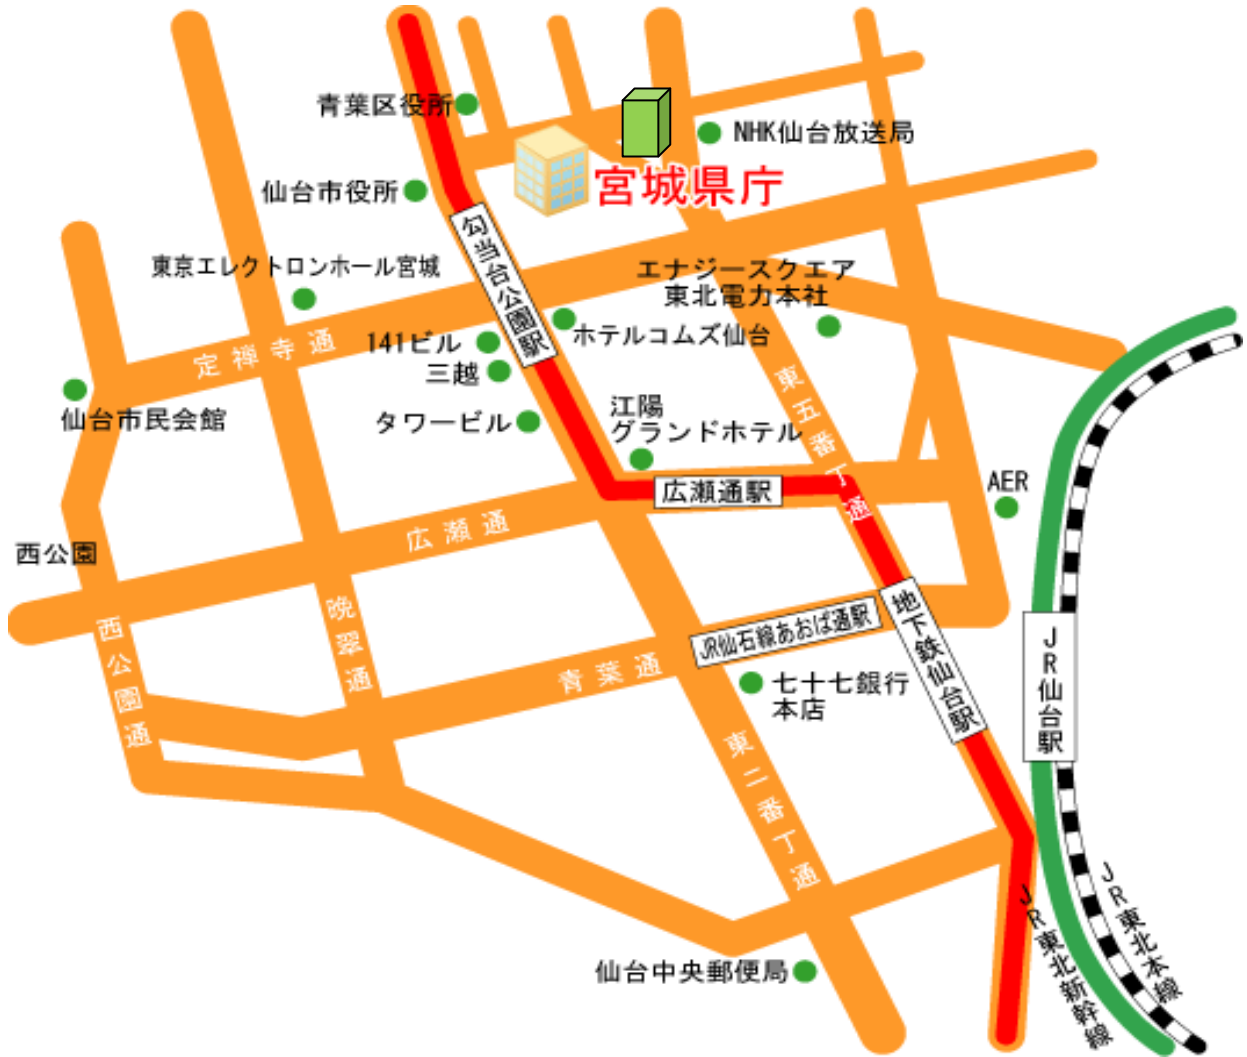 青葉区役所
NHK仙台放送局
宮城県庁
仙台市役所
勾当台公園駅
東京エレクトロンホール宮城
エナジースクエア
東北電力本社
141ビル
ホテルコムズ仙台
定禅寺通
三越
東五番丁通
仙台市民会館
タワービル
江陽
グランドホテル
広瀬通駅
AER
広瀬通
西公園
地下鉄仙台駅
JR仙石線あおば通駅
西公園通
晩翠通
JR仙台駅
青葉通
七十七銀行
本店
東二番丁通
JR東北新幹線
JR東北本線
仙台中央郵便局